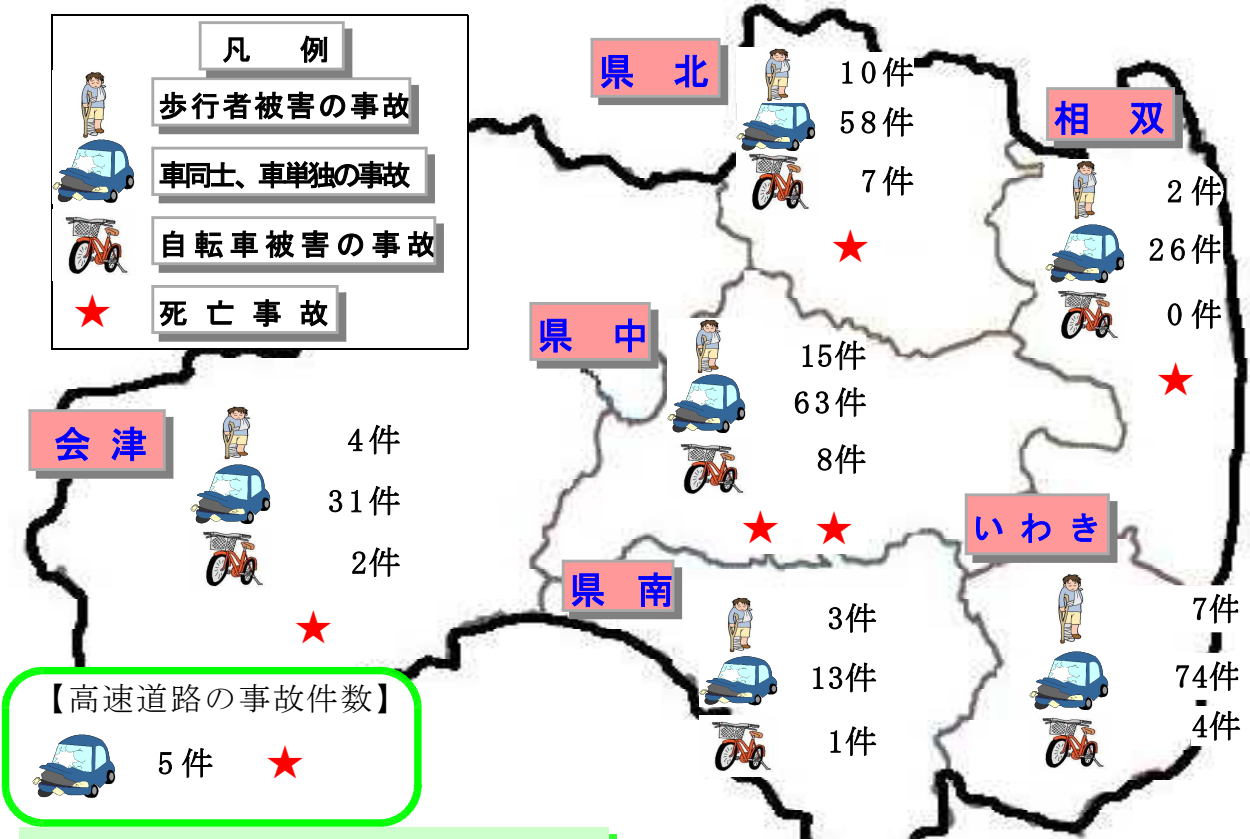 凡 例
歩行者被害の事故
車同士、車単独の事故
自転車被害の事故
死亡事故
県 北
10件
58件
7件
相 双
2件
26件
0件
県 中
15件
63件
8件
会 津
4件
31件
2件
いわき
7件
74件
4件
県 南
3件
13件
1件
【高速道路の事故件数】
5件